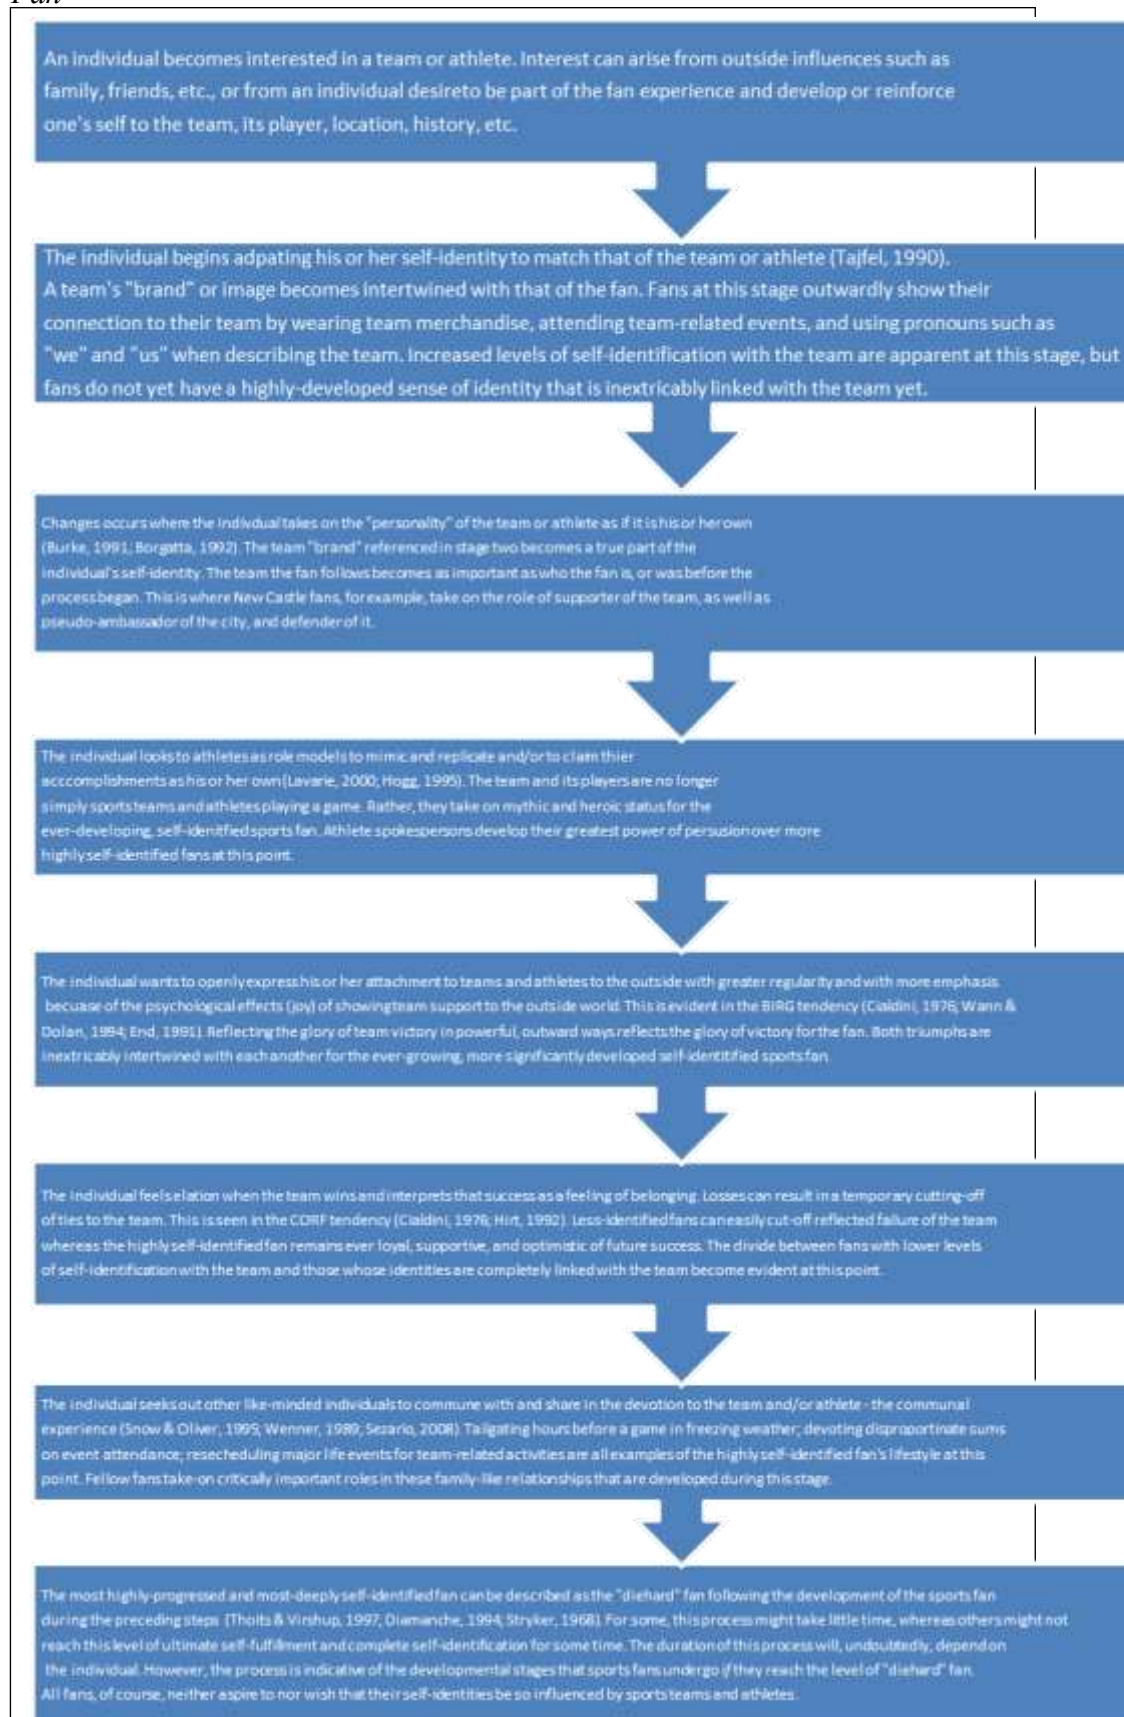 Fan
An individual becomes interested in a team or athlete. Interest can arise from outside influences such as
family, friends, etc., or from an individual desireto be part of the fan experience and develop or reinforce
one's self to the team, its player, location, history, etc.
The individual begins adpating his or her self-identity to match that of the team or athlete (Tajfel, 1990).
A team's "brand" or image becomes intertwined with that of the fan. Fans at this stage outwardly show their
connection to their team by wearing team merchandise, attending team-related events, and using pronouns such as
"we" and "us" when describing the team. Increased levels of self-identification with the team are apparent at this stage, but
fans do not yet have a highly-developed sense of identity that is inextricably linked with the team yet.
Changes occurs where the indivdual takes on the "personality" of the team or athlete as if it is his or her own
(Burke, 1991; Borgatta, 1992). The team "brand" referenced in stage two becomes a true part of the
individual's self-identity. The team the fan follows becomes as important as who the fan is, or was before the
process began. This is where New Castle fans, for example, take on the role of supporter of the team, as well as
pseudo-ambassador of the city, and defender of it.
The individual looks to athletes as role models to mimic and replicate and/or to claim thier
acccomplishments as his or her own (Lavarie, 2000; Hogg, 1995). The team and its players are no longer
simply sports teams and athletes playing a game. Rather, they take on mythic and heroic status for the
ever-developing, self-idenitfied sports fan. Athlete spokespersons develop their greatest power of persusion over more
highly self-identified fans at this point.
The individual wants to openly express his or her attachment to teams and athletes to the outside with greater regularity and with more emphasis
becuase of the psychological effects (joy) of showing team support to the outside world. This is evident in the BIRG tendency (Cialdini, 1976; Wann &
Dolan, 1994; End, 1991). Reflecting the glory of team victory in powerful, outward ways reflects the glory of victory for the fan. Both triumphs are
inextricably intertwined with each another for the ever-growing, more significantly developed self-identitified sports fan.
The individual feels elation when the team wins and interprets that success as a feeling of belonging. Losses can result in a temporary cutting-off
of ties to the team. This is seen in the CORF tendency (Cialdini, 1976; Hirt, 1992). Less-identified fans can easily cut-off reflected failure of the team
whereas the highly self-identified fan remains ever loyal, supportive, and optimistic of future success. The divide between fans with lower levels
of self-identification with the team and those whose identities are completely linked with the team become evident at this point.
The individual seeks out other like-minded individuals to commune with and share in the devotion to the team and/or athlete - the communal
experience (Snow & Oliver, 1995; Wenner, 1989; Sezario, 2008). Tailgating hours before a game in freezing weather, devoting disproportinate sums
on event attendance, resecheduling major life events for team-related activities are all examples of the highly self-identified fan's lifestyle at this
point. Fellow fans take-on critically important roles in these family-like relationships that are developed during this stage.
The most highly-progressed and most-deeply self-identified fan can be described as the "diehard" fan following the development of the sports fan
during the preceding steps (Thoits & Virshup, 1997, Diamanche, 1994, Stryker, 1968). For some, this process might take little time, whereas others might not
reach this level of ultimate self-fulfillment and complete self-identification for some time. The duration of this process will, undoubtedly, depend on
the individual. However, the process is indicative of the developmental stages that sports fans undergo if they reach the level of "diehard" fan.
All fans, of course, neither aspire to nor wish that their self-identities be so influenced by sports teams and athletes.